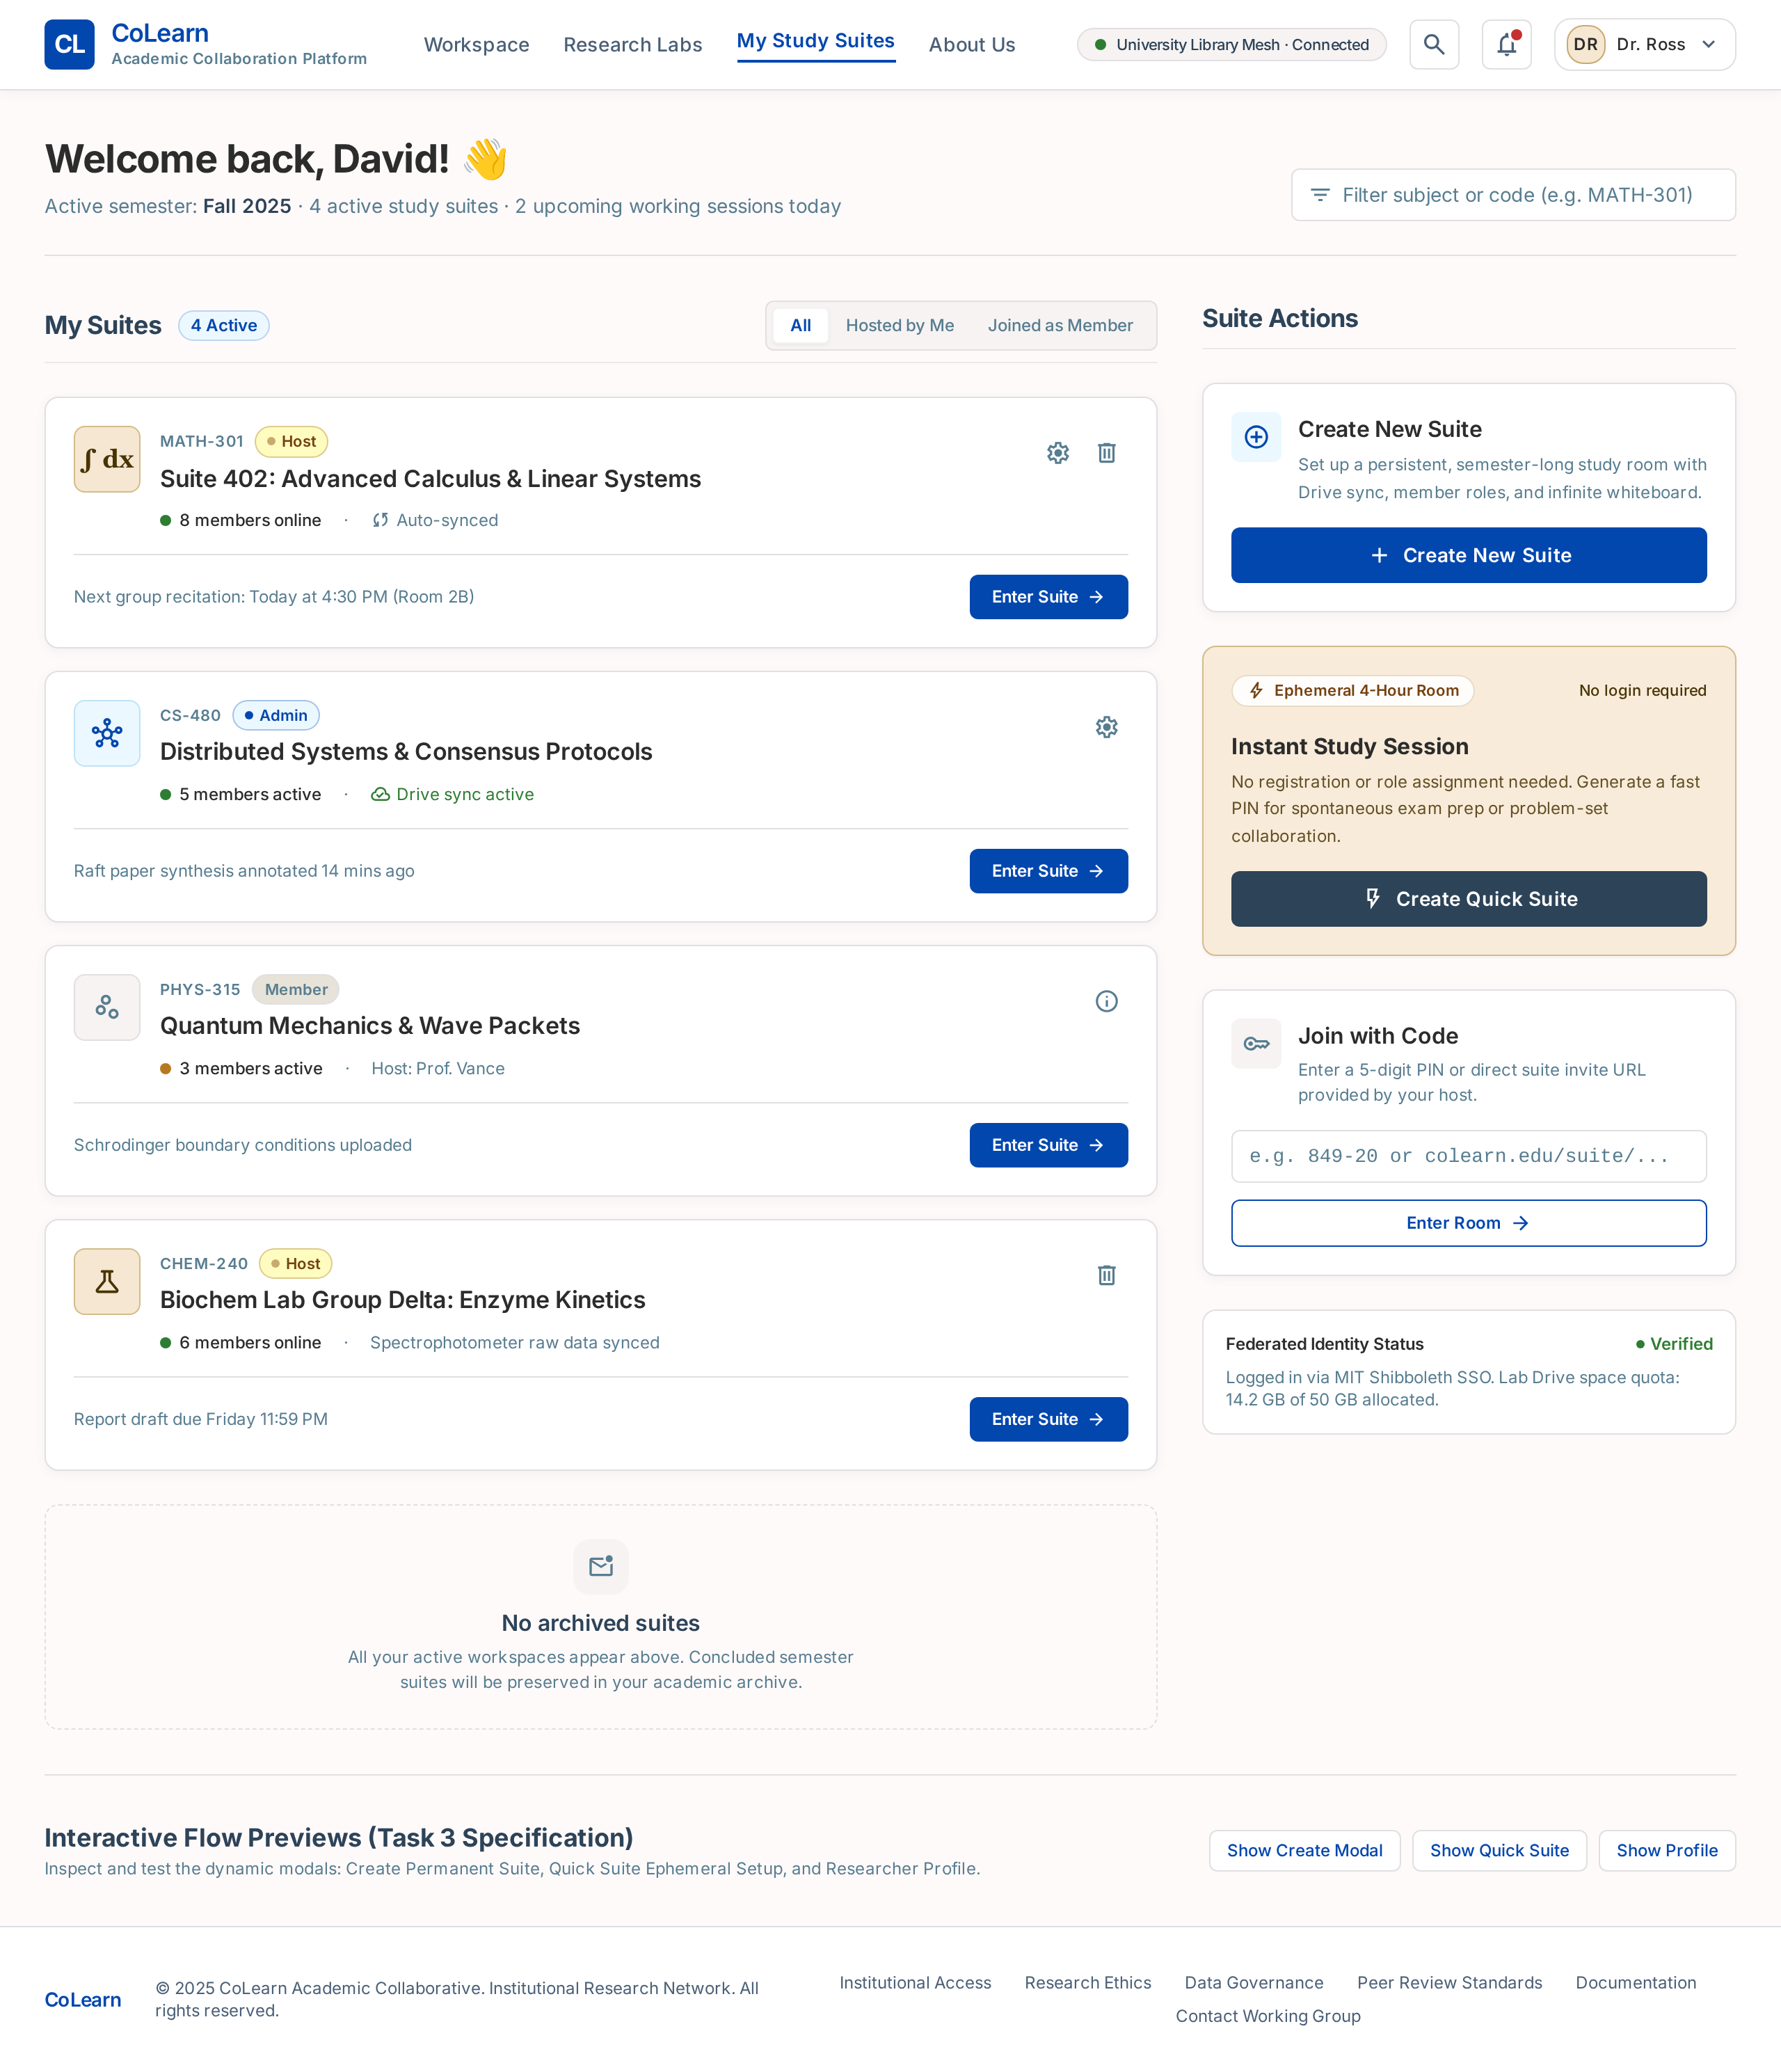 CL
CoLearn
Academic Collaboration Platform
Workspace
Research Labs
My Study Suites
About Us
University Library Mesh · Connected
DR
Dr. Ross
Welcome back, David! 👋
Active semester: Fall 2025 · 4 active study suites · 2 upcoming working sessions today
Filter subject or code (e.g. MATH-301)
My Suites
4 Active
All
Hosted by Me
Joined as Member
∫ dx
MATH-301
Host
Suite 402: Advanced Calculus & Linear Systems
8 members online · Auto-synced
Next group recitation: Today at 4:30 PM (Room 2B)
Enter Suite →
CS-480
Admin
Distributed Systems & Consensus Protocols
5 members active · Drive sync active
Raft paper synthesis annotated 14 mins ago
Enter Suite →
PHYS-315
Member
Quantum Mechanics & Wave Packets
3 members active · Host: Prof. Vance
Schrodinger boundary conditions uploaded
Enter Suite →
CHEM-240
Host
Biochem Lab Group Delta: Enzyme Kinetics
6 members online · Spectrophotometer raw data synced
Report draft due Friday 11:59 PM
Enter Suite →
No archived suites
All your active workspaces appear above. Concluded semester
suites will be preserved in your academic archive.
Suite Actions
Create New Suite
Set up a persistent, semester-long study room with
Drive sync, member roles, and infinite whiteboard.
+ Create New Suite
Ephemeral 4-Hour Room
No login required
Instant Study Session
No registration or role assignment needed. Generate a fast
PIN for spontaneous exam prep or problem-set
collaboration.
Create Quick Suite
Join with Code
Enter a 5-digit PIN or direct suite invite URL
provided by your host.
e.g. 849-20 or colearn.edu/suite/...
Enter Room →
Federated Identity Status
Verified
Logged in via MIT Shibboleth SSO. Lab Drive space quota:
14.2 GB of 50 GB allocated.
Interactive Flow Previews (Task 3 Specification)
Inspect and test the dynamic modals: Create Permanent Suite, Quick Suite Ephemeral Setup, and Researcher Profile.
Show Create Modal
Show Quick Suite
Show Profile
CoLearn
© 2025 CoLearn Academic Collaborative. Institutional Research Network. All
rights reserved.
Institutional Access
Research Ethics
Data Governance
Peer Review Standards
Documentation
Contact Working Group